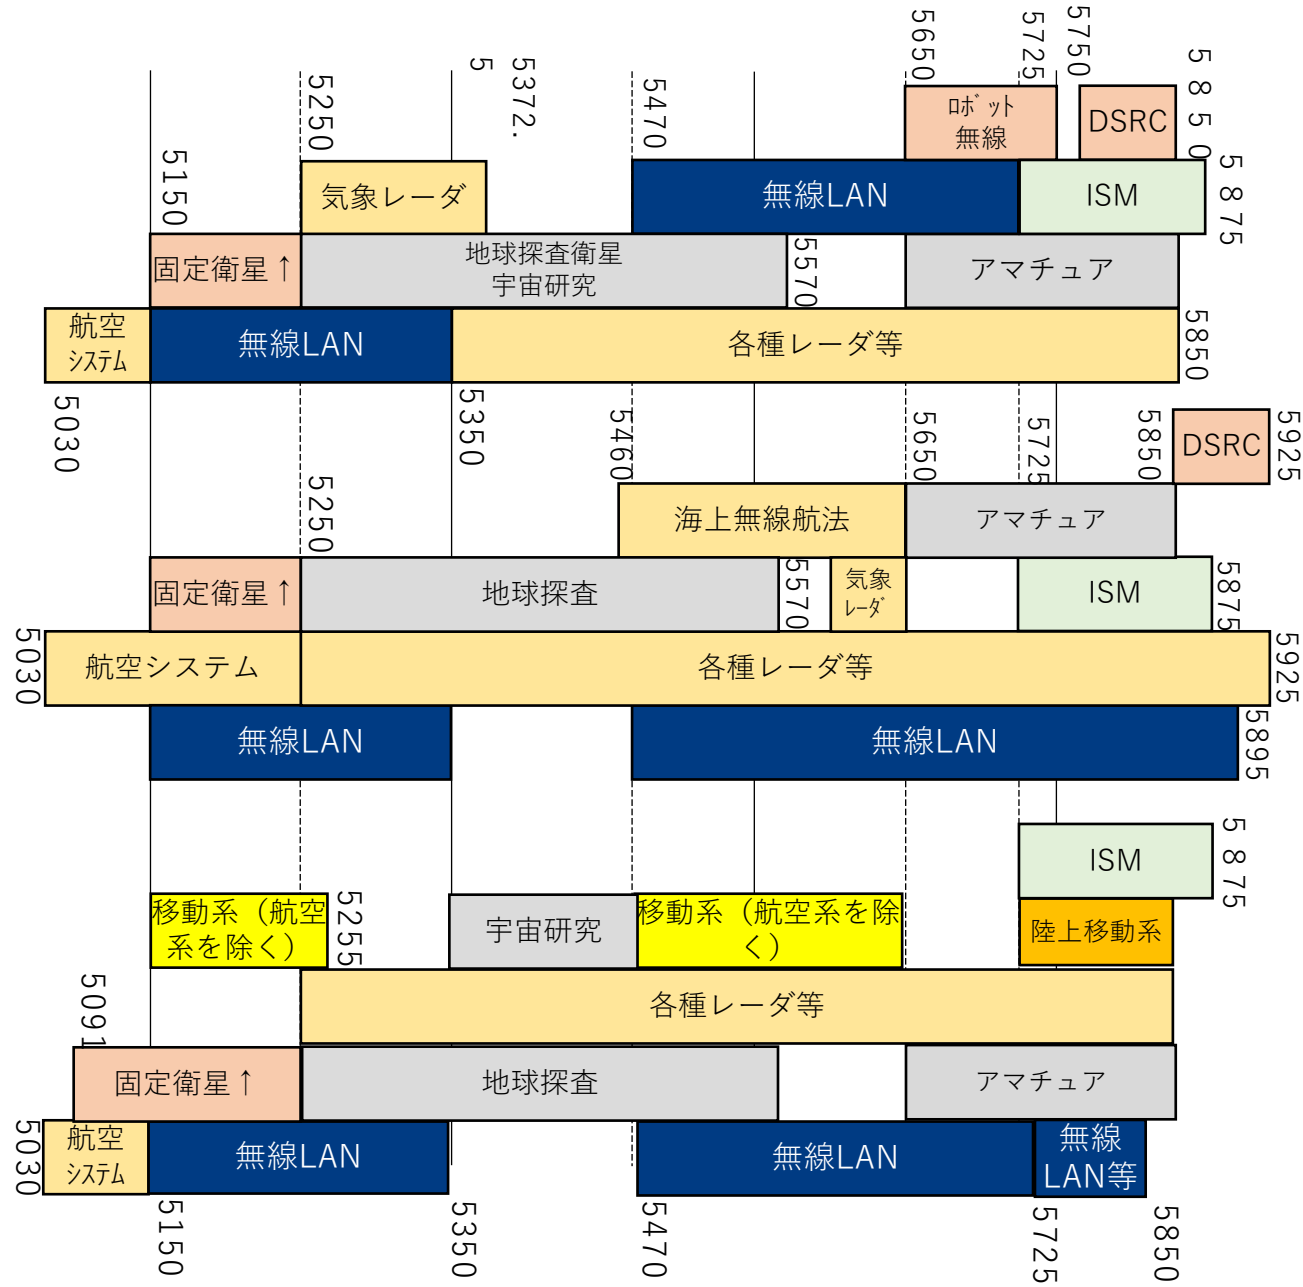 5650
5725
5750
5850
5372.
5
5250
5470
ﾛﾎﾞｯﾄ
無線
DSRC
5150
5875
気象レーダ
無線LAN
ISM
固定衛星↑
地球探査衛星
宇宙研究
5570
アマチュア
航空
ｼｽﾃﾑ
無線LAN
各種レーダ等
5850
5030
5350
5460
5650
5725
5850
DSRC
5925
5250
海上無線航法
アマチュア
固定衛星↑
地球探査
5570
気象
ﾚｰﾀﾞ
ISM
5875
5030
航空システム
各種レーダ等
5925
無線LAN
無線LAN
5895
ISM
5875
移動系（航空
系を除く）
5255
宇宙研究
移動系（航空系を除
く）
陸上移動系
5091
各種レーダ等
固定衛星↑
地球探査
アマチュア
5030
航空
ｼｽﾃﾑ
無線LAN
無線LAN
無線
LAN等
5150
5350
5470
5725
5850